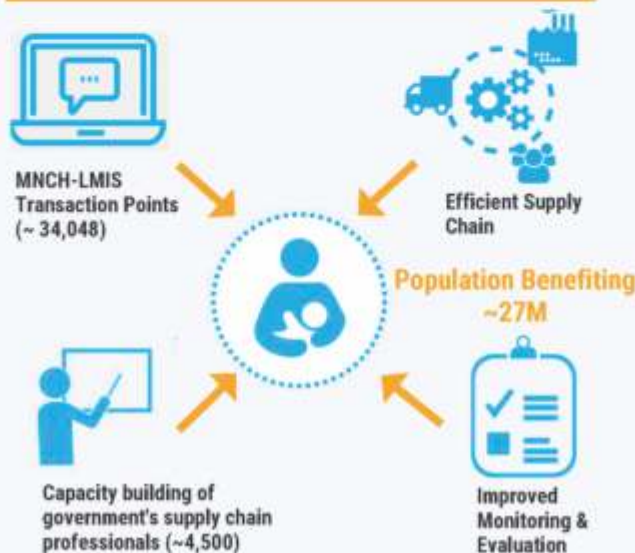 MNCH-LMIS
Transaction Points
(~ 34,048)
Efficient Supply
Chain
Population Benefiting
~27M
Capacity building of
government's supply chain
professionals (~4,500)
Improved
Monitoring &
Evaluation